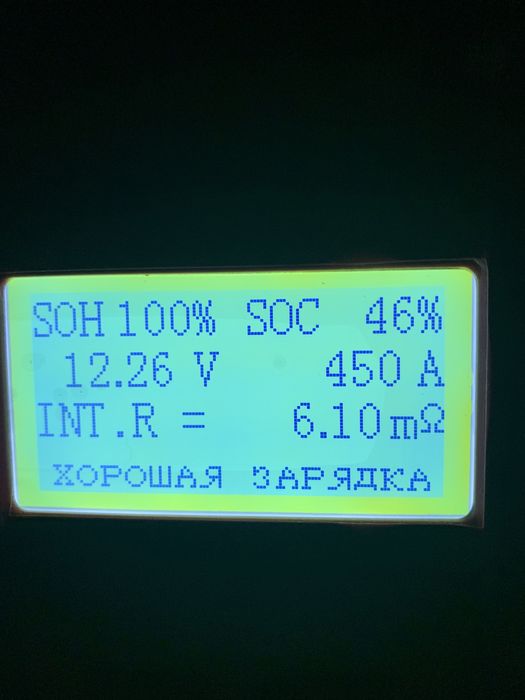 SOH 100% SOC 46%
12.26 V 450 A
INT.R = 6.10 mΩ
ХОРОШАЯ ЗАРЯДКА